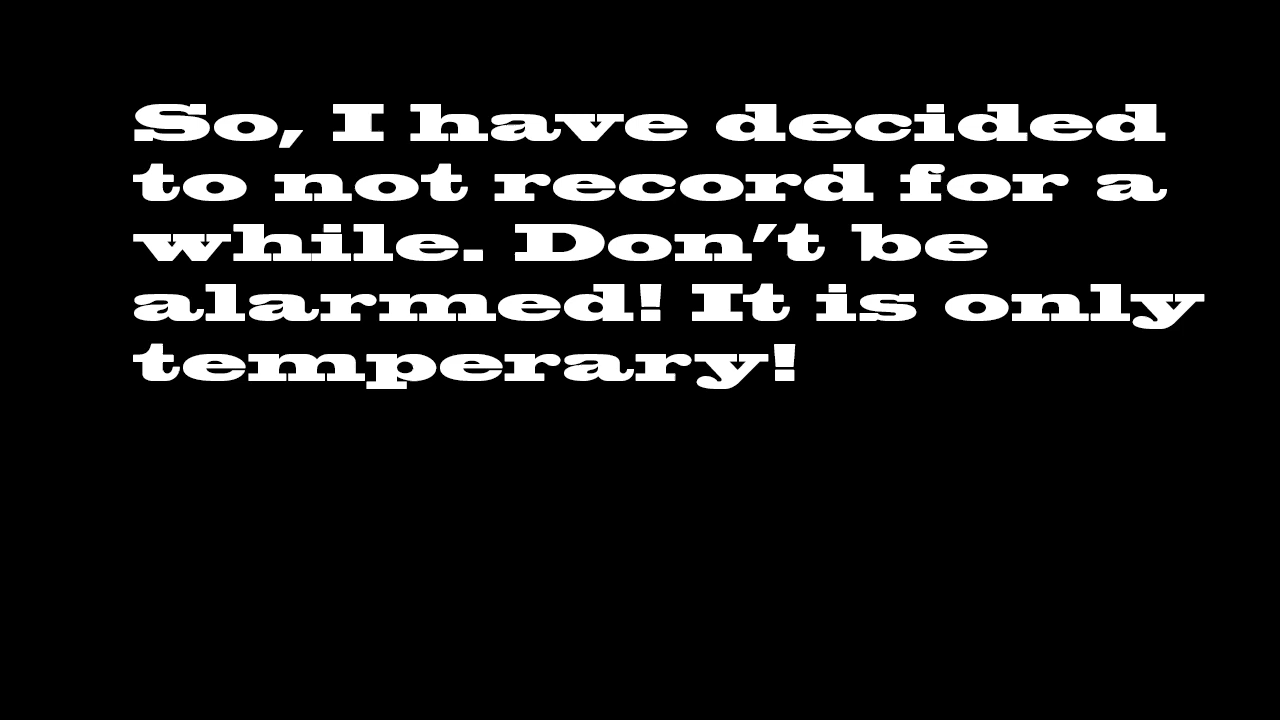 So, I have decided
to not record for a
while. Don't be
alarmed! It is only
temperary!